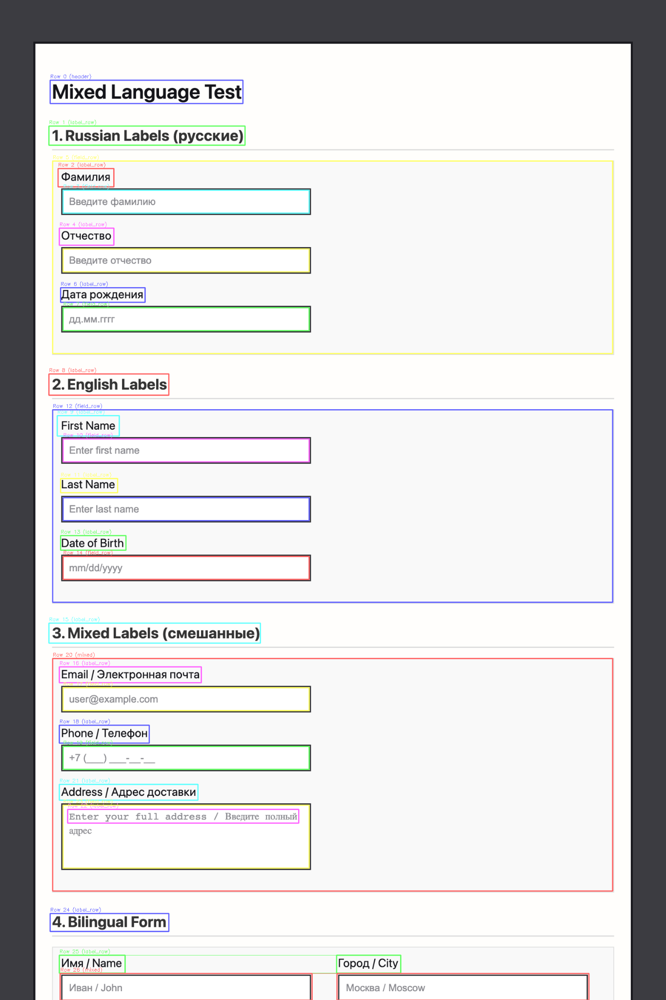 Row 0 (header)
Mixed Language Test
Row 1 (label_row)
1. Russian Labels (русские)
Row 5 (field_row)
Row 2 (label_row)
Фамилия
Row 3 (field_row)
Введите фамилию
Row 4 (label_row)
Отчество
Введите отчество
Row 6 (label_row)
Дата рождения
Row 7 (field_row)
дд.мм.гггг
Row 8 (label_row)
2. English Labels
Row 12 (field_row)
Row 9 (label_row)
First Name
Row 10 (field_row)
Enter first name
Row 11 (label_row)
Last Name
Enter last name
Row 13 (label_row)
Date of Birth
Row 14 (field_row)
mm/dd/yyyy
Row 15 (label_row)
3. Mixed Labels (смешанные)
Row 20 (mixed)
Row 16 (label_row)
Email / Электронная почта
Row 17 (field_row)
user@example.com
Row 18 (label_row)
Phone / Телефон
Row 19 (field_row)
+7 (___) ___-__-__
Row 21 (label_row)
Address / Адрес доставки
Row 22 (label_row)
Enter your full address / Введите полный
адрес
Row 24 (label_row)
4. Bilingual Form
Row 25 (label_row)
Имя / Name Город / City
Row 26 (mixed)
Иван / John Москва / Moscow